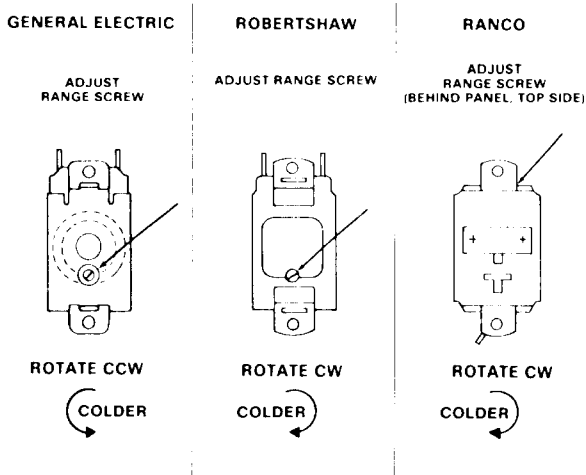 GENERAL ELECTRIC
ADJUST
RANGE SCREW
ROTATE CCW
COLDER
ROBERTSHAW
ADJUST RANGE SCREW
ROTATE CW
COLDER
RANCO
ADJUST
RANGE SCREW
(BEHIND PANEL, TOP SIDE)
ROTATE CW
COLDER